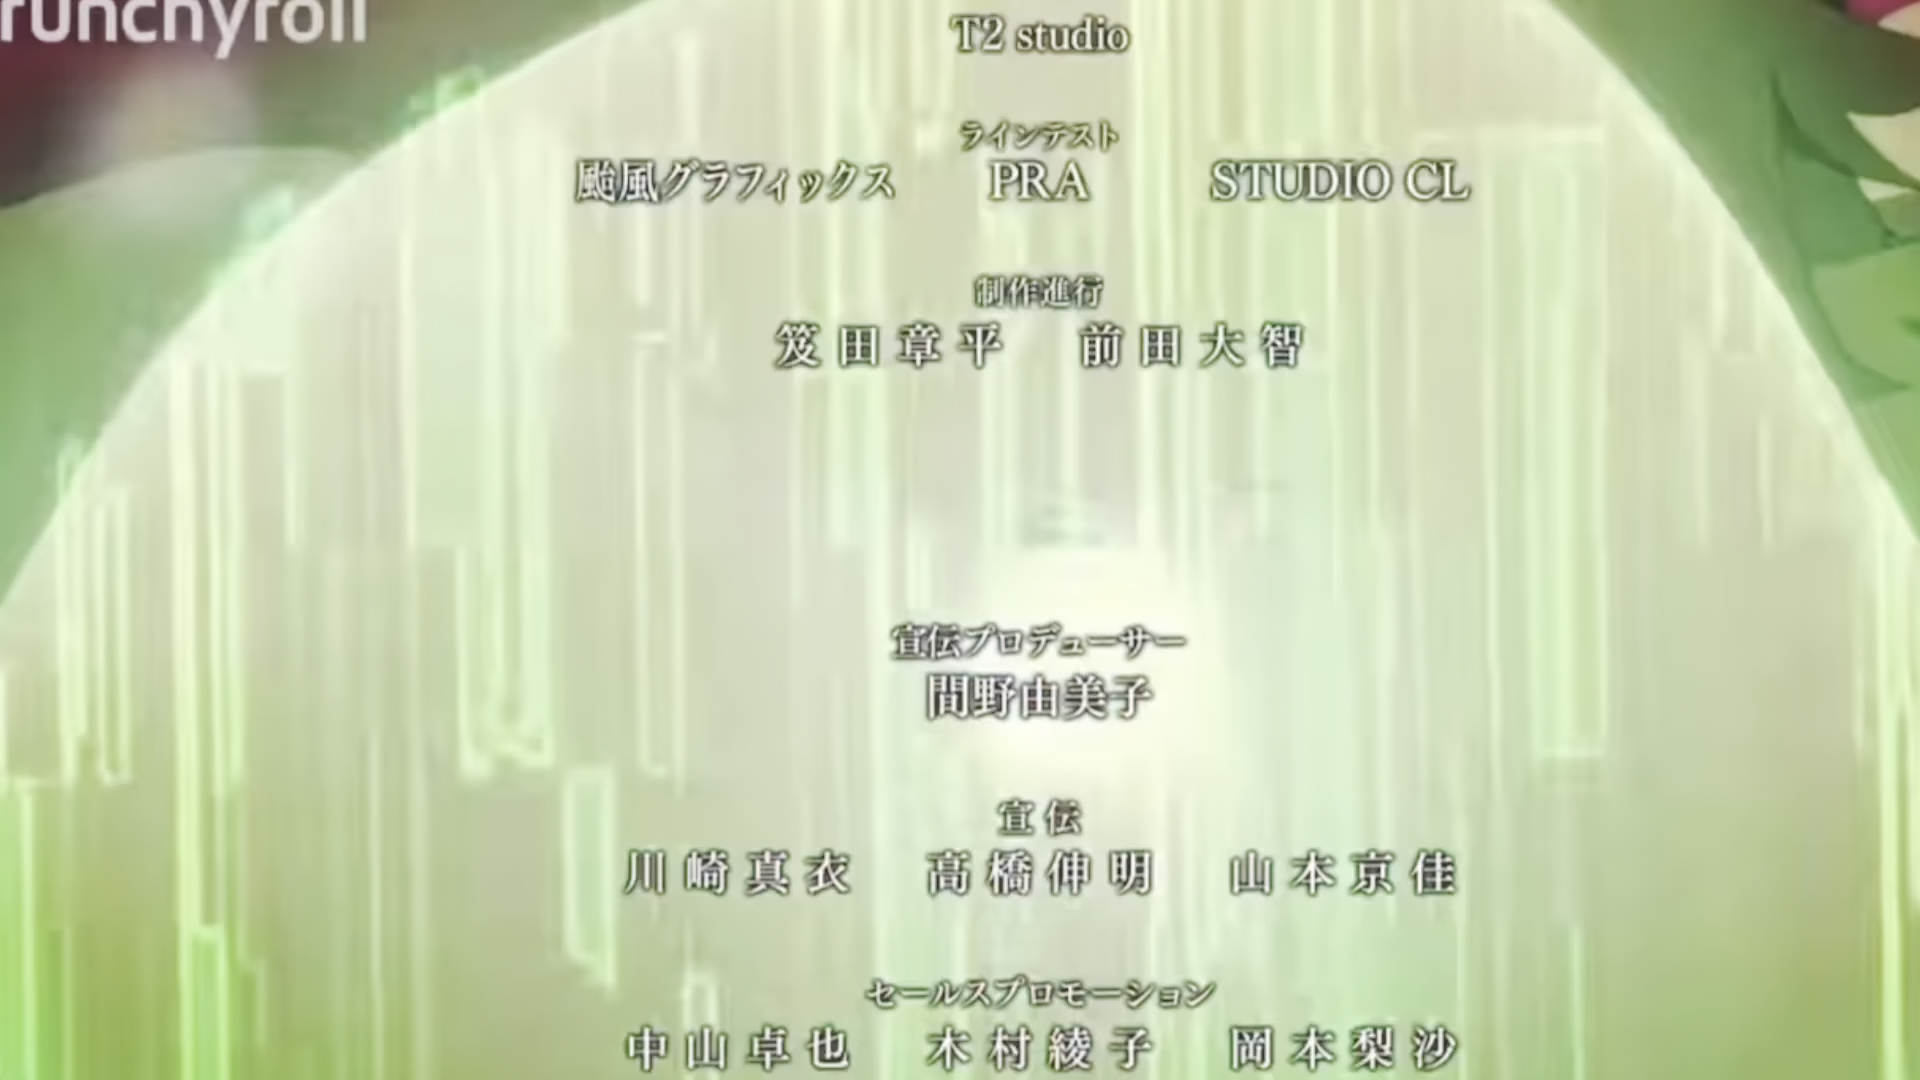 runchyroll
T2 studio
ラインテスト
颱風グラフィックス PRA STUDIO CL
制作進行
笈田章平 前田大智
宣伝プロデューサー
間野由美子
宣伝
川崎真衣 高橋伸明 山本京佳
セールスプロモーション
中山卓也 木村綾子 岡本梨沙